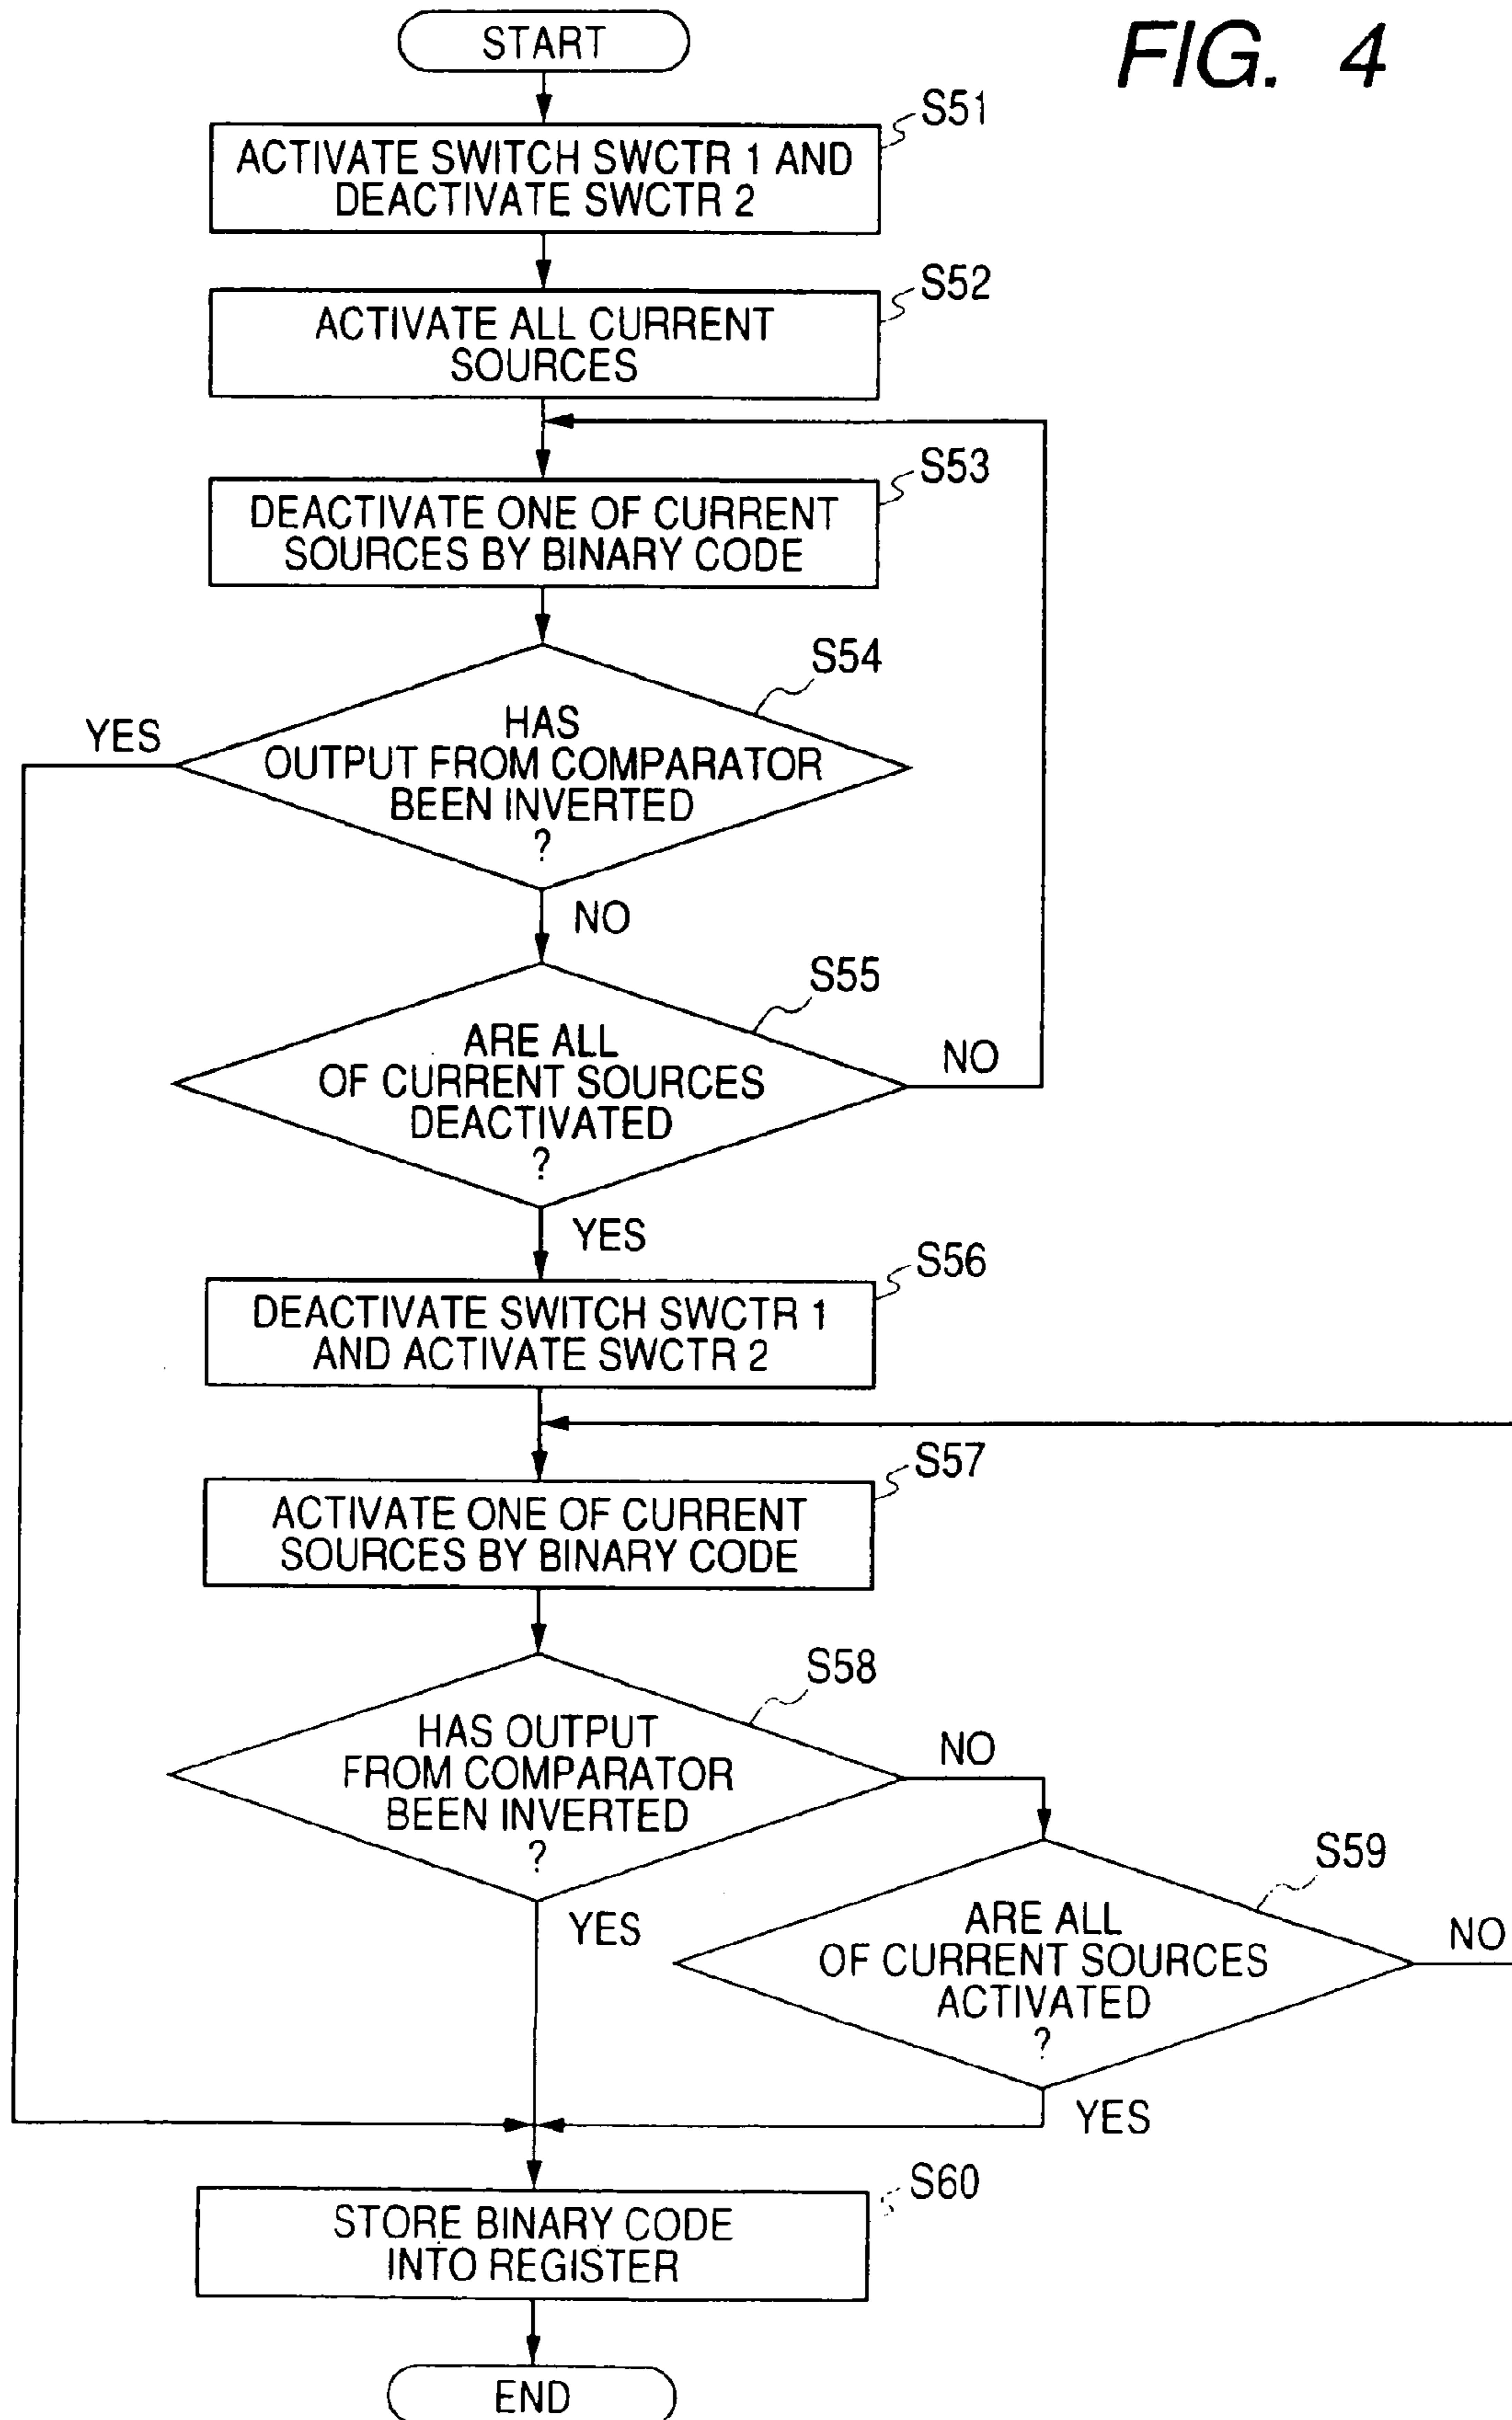 FIG. 4
START
S51
ACTIVATE SWITCH SWCTR 1 AND
DEACTIVATE SWCTR 2
S52
ACTIVATE ALL CURRENT
SOURCES
S53
DEACTIVATE ONE OF CURRENT
SOURCES BY BINARY CODE
S54
YES
HAS
OUTPUT FROM COMPARATOR
BEEN INVERTED
?
NO
S55
ARE ALL
OF CURRENT SOURCES
DEACTIVATED
?
NO
YES
S56
DEACTIVATE SWITCH SWCTR 1
AND ACTIVATE SWCTR 2
S57
ACTIVATE ONE OF CURRENT
SOURCES BY BINARY CODE
S58
HAS OUTPUT
FROM COMPARATOR
BEEN INVERTED
?
NO
YES
S59
ARE ALL
OF CURRENT SOURCES
ACTIVATED
?
NO
YES
S60
STORE BINARY CODE
INTO REGISTER
END